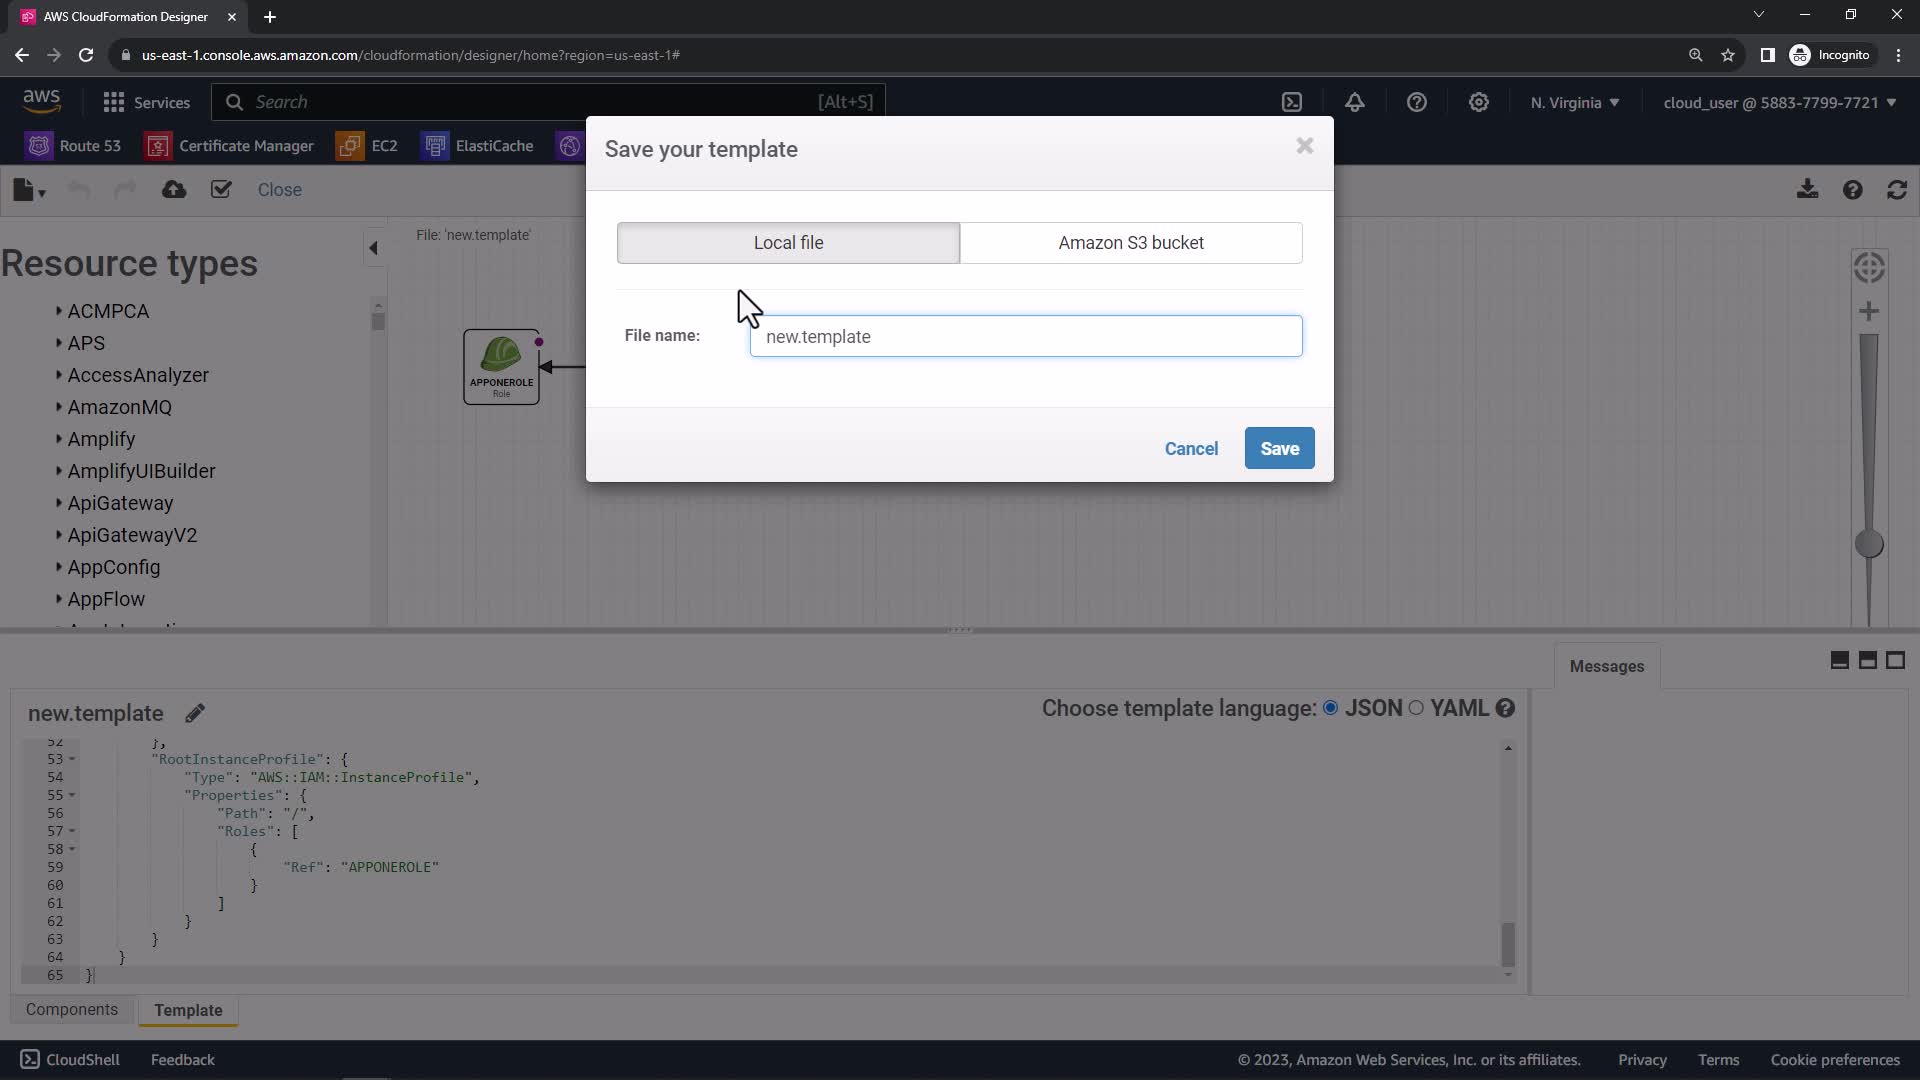 AWS CloudFormation Designer
us-east-1.console.aws.amazon.com/cloudformation/designer/home?region=us-east-1#
Incognito
aws
Services
Search
[Alt+S]
N. Virginia
cloud_user @ 5883-7799-7721
Route 53
Certificate Manager
EC2
ElastiCache
Close
Save your template
Local file
Amazon S3 bucket
File name:
new.template
Cancel
Save
File: 'new.template'
APPONEROLE
Role
Resource types
ACMPCA
APS
AccessAnalyzer
AmazonMQ
Amplify
AmplifyUIBuilder
ApiGateway
ApiGatewayV2
AppConfig
AppFlow
Messages
new.template
Choose template language: JSON YAML
52 },
53 "RootInstanceProfile": {
54 "Type": "AWS::IAM::InstanceProfile",
55 "Properties": {
56 "Path": "/",
57 "Roles": [
58 {
59 "Ref": "APPONEROLE"
60 }
61 ]
62 }
63 }
64 }
65 }
Components
Template
CloudShell
Feedback
© 2023, Amazon Web Services, Inc. or its affiliates.
Privacy
Terms
Cookie preferences